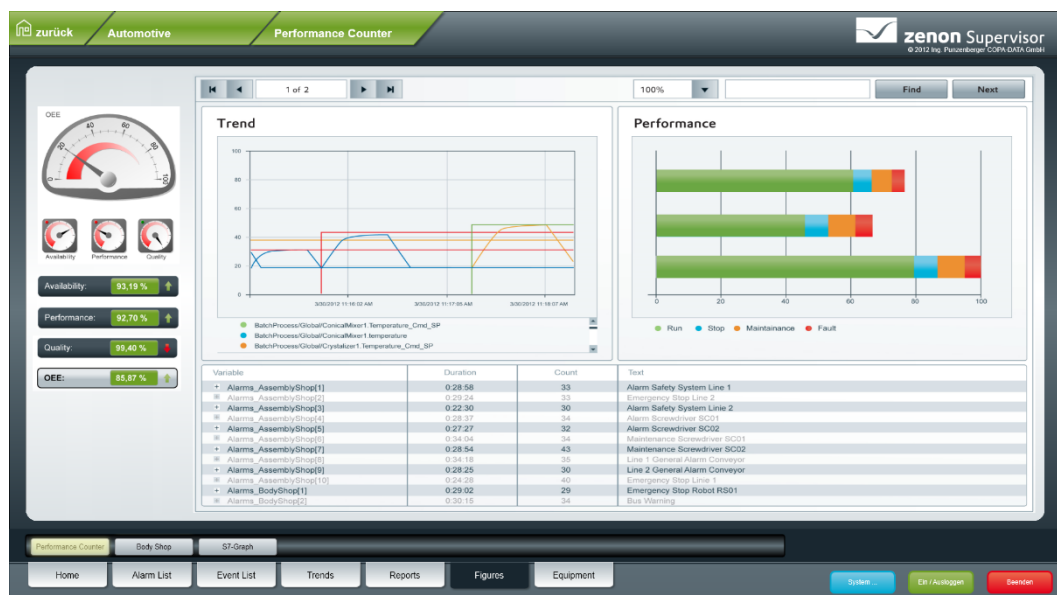 zurück
Automotive
Performance Counter
zenon Supervisor
© 2012 Ing. Punzenberger COPA-DATA GmbH
1 of 2
100%
Find
Next
OEE
0
20
40
60
80
100
Availability
Performance
Quality
Availability: 93,19 %
Performance: 92,70 %
Quality: 99,40 %
OEE: 85,87 %
Trend
100
80
60
40
20
0
3/30/2012 11:16:02 AM
3/30/2012 11:17:05 AM
3/30/2012 11:18:07 AM
BatchProcess/Global/ConicalMixer1.Temperature_Cmd_SP
BatchProcess/Global/ConicalMixer1.temperature
BatchProcess/Global/Crystalizer1.Temperature_Cmd_SP
Performance
0 20 40 60 80 100
Run Stop Maintainance Fault
Variable Duration Count Text
Alarms_AssemblyShop[1] 0:28:58 33 Alarm Safety System Line 1
Alarms_AssemblyShop[2] 0:29:24 33 Emergency Stop Line 2
Alarms_AssemblyShop[3] 0:22:30 30 Alarm Safety System Linie 2
Alarms_AssemblyShop[4] 0:28:37 34 Alarm Screwdriver SC01
Alarms_AssemblyShop[5] 0:27:27 32 Alarm Screwdriver SC02
Alarms_AssemblyShop[6] 0:34:04 34 Maintenance Screwdriver SC01
Alarms_AssemblyShop[7] 0:28:54 43 Maintenance Screwdriver SC02
Alarms_AssemblyShop[8] 0:34:18 35 Line 1 General Alarm Conveyor
Alarms_AssemblyShop[9] 0:28:25 30 Line 2 General Alarm Conveyor
Alarms_AssemblyShop[10] 0:24:28 40 Emergency Stop Linie 1
Alarms_BodyShop[1] 0:29:02 29 Emergency Stop Robot RS01
Alarms_BodyShop[2] 0:30:15 34 Bus Warning
Performance Counter
Body Shop
S7-Graph
Home
Alarm List
Event List
Trends
Reports
Figures
Equipment
System ...
Ein / Ausloggen
Beenden